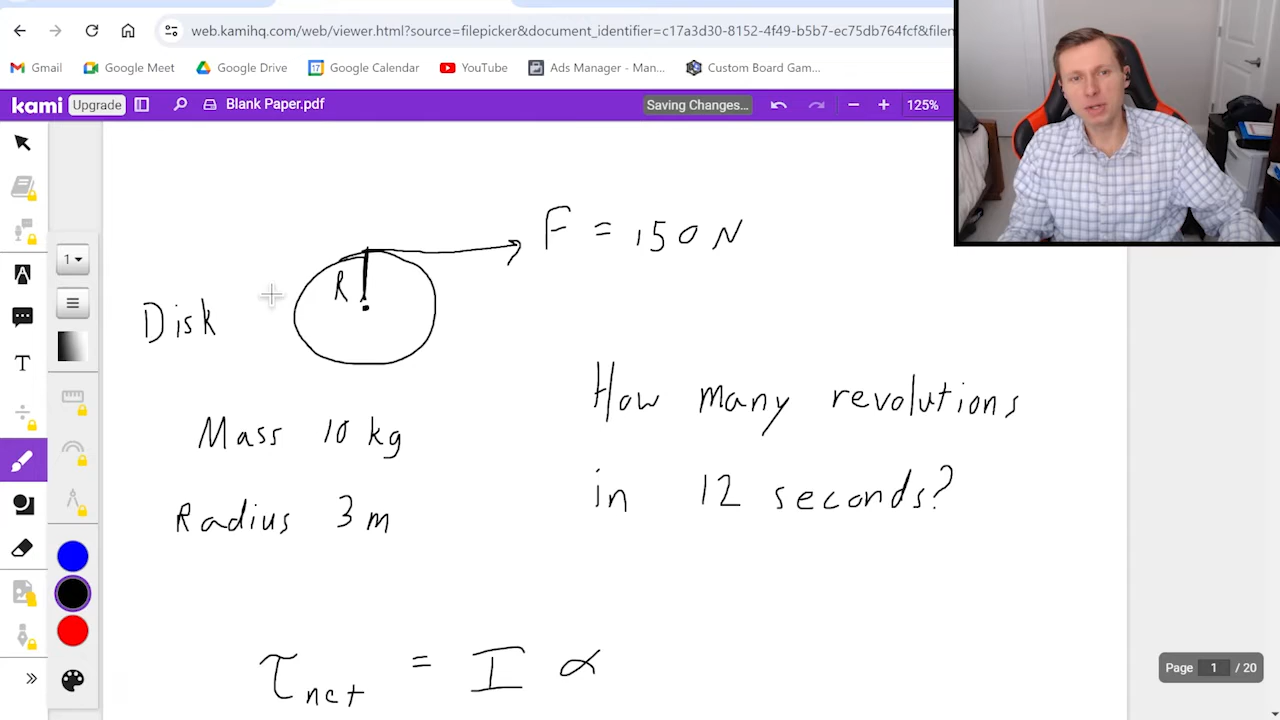 web.kamihq.com/web/viewer.html?source=filepicker&document_identifier=c17a3d30-8152-4f49-b5b7-ec75db764fcf&filen
Gmail Google Meet Google Drive 17 Google Calendar YouTube Ads Manager - Man... Custom Board Gam...
kami Upgrade Blank Paper.pdf Saving Changes... 125%
F = 150 N
R
Disk
1
T
Mass 10 kg
Radius 3 m
How many revolutions
in 12 seconds?
τnet = I α
Page 1 / 20